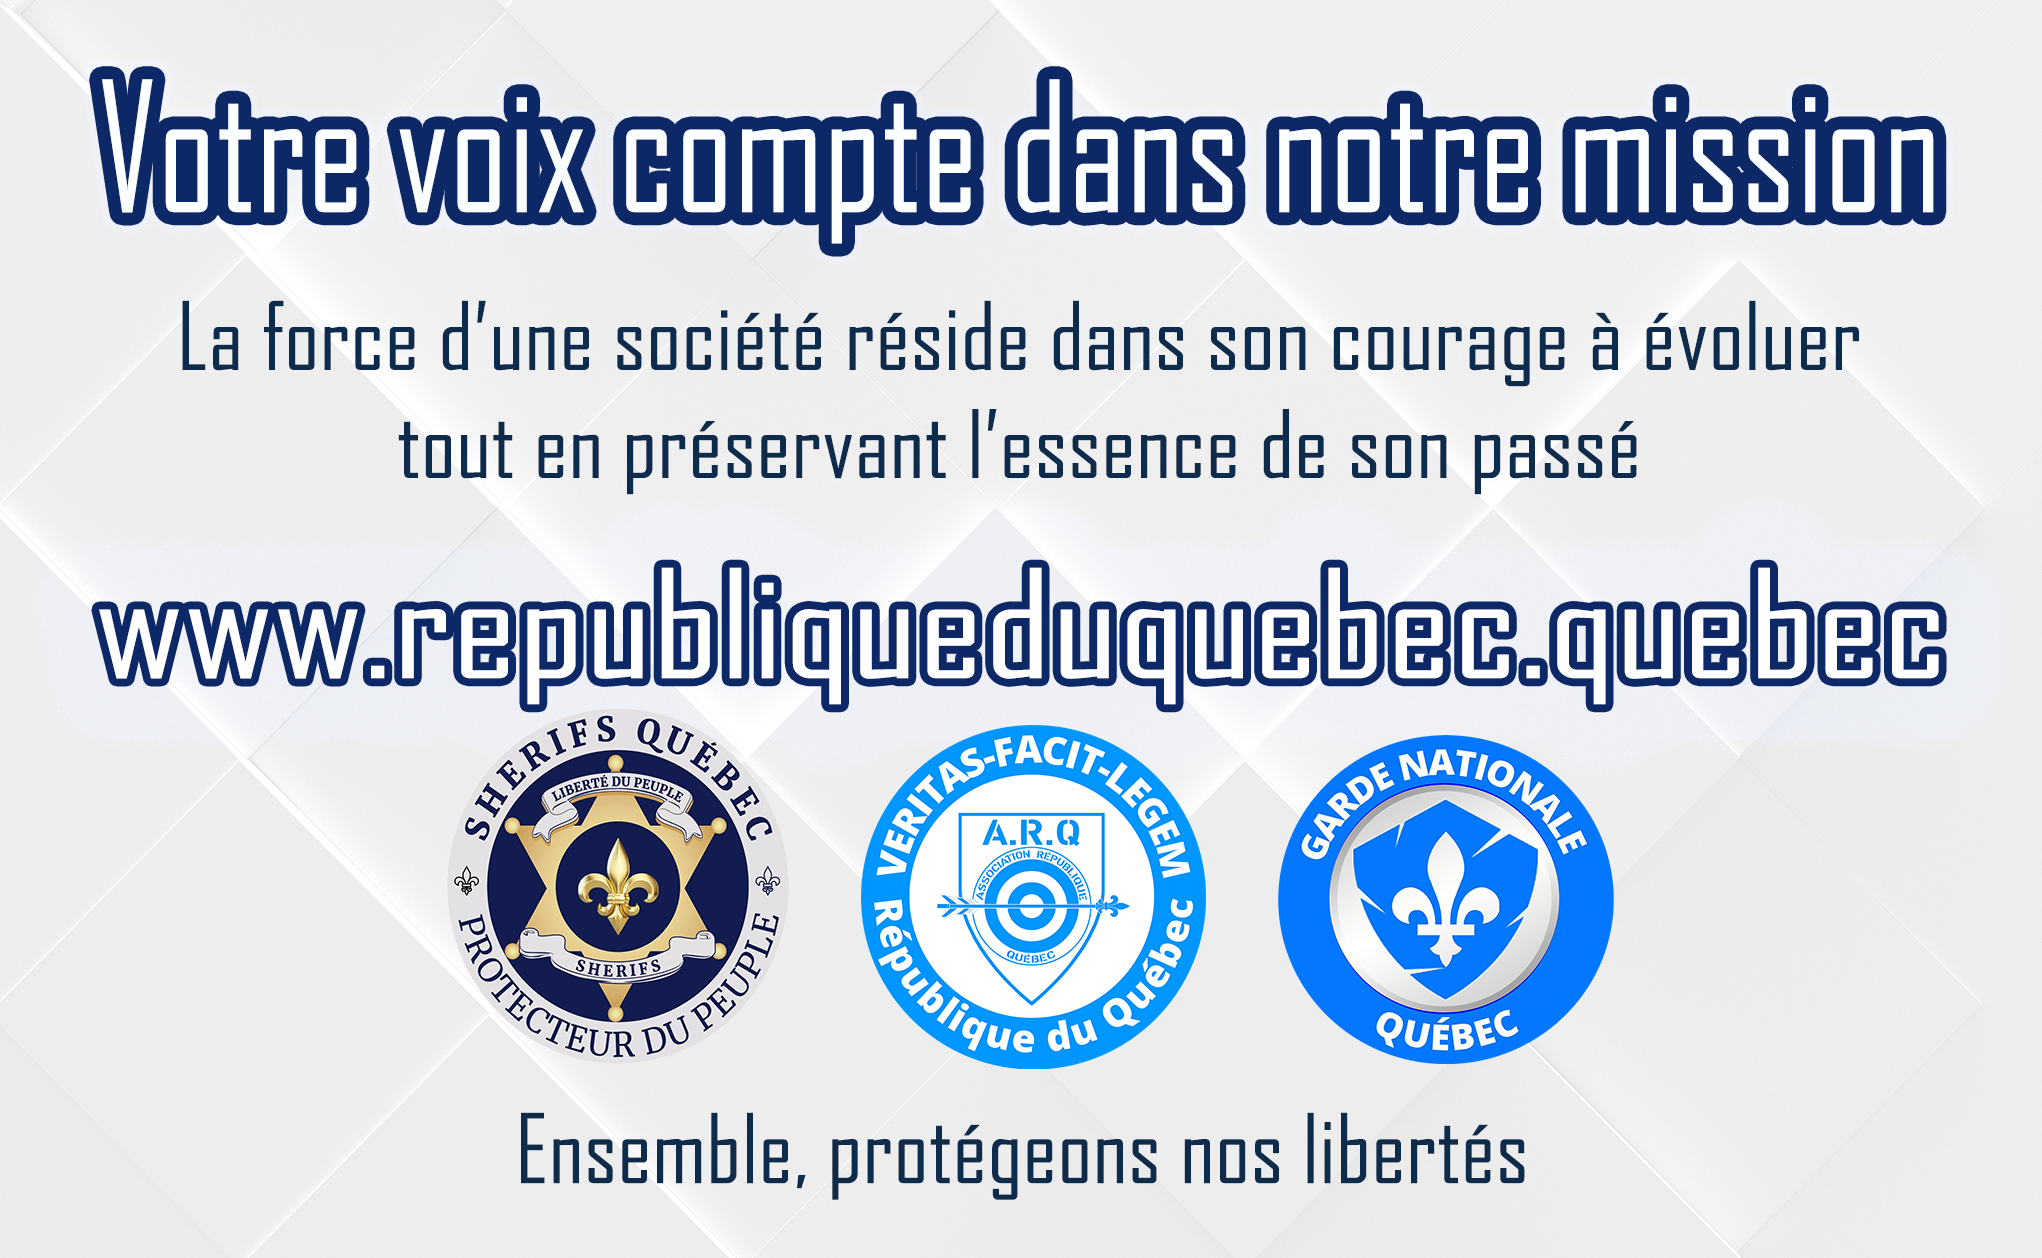 Votre voix compte dans notre mission
La force d'une société réside dans son courage à évoluer
tout en préservant l'essence de son passé
www.republiqueduquebec.quebec
SHERIFS QUÉBEC
LIBERTÉ DU PEUPLE
SHERIFS
PROTECTEUR DU PEUPLE
VERITAS-FACIT-LEGEM
A.R.Q
ASSOCIATION RÉPUBLIQUE
QUÉBEC
République du Québec
GARDE NATIONALE
QUÉBEC
Ensemble, protégeons nos libertés